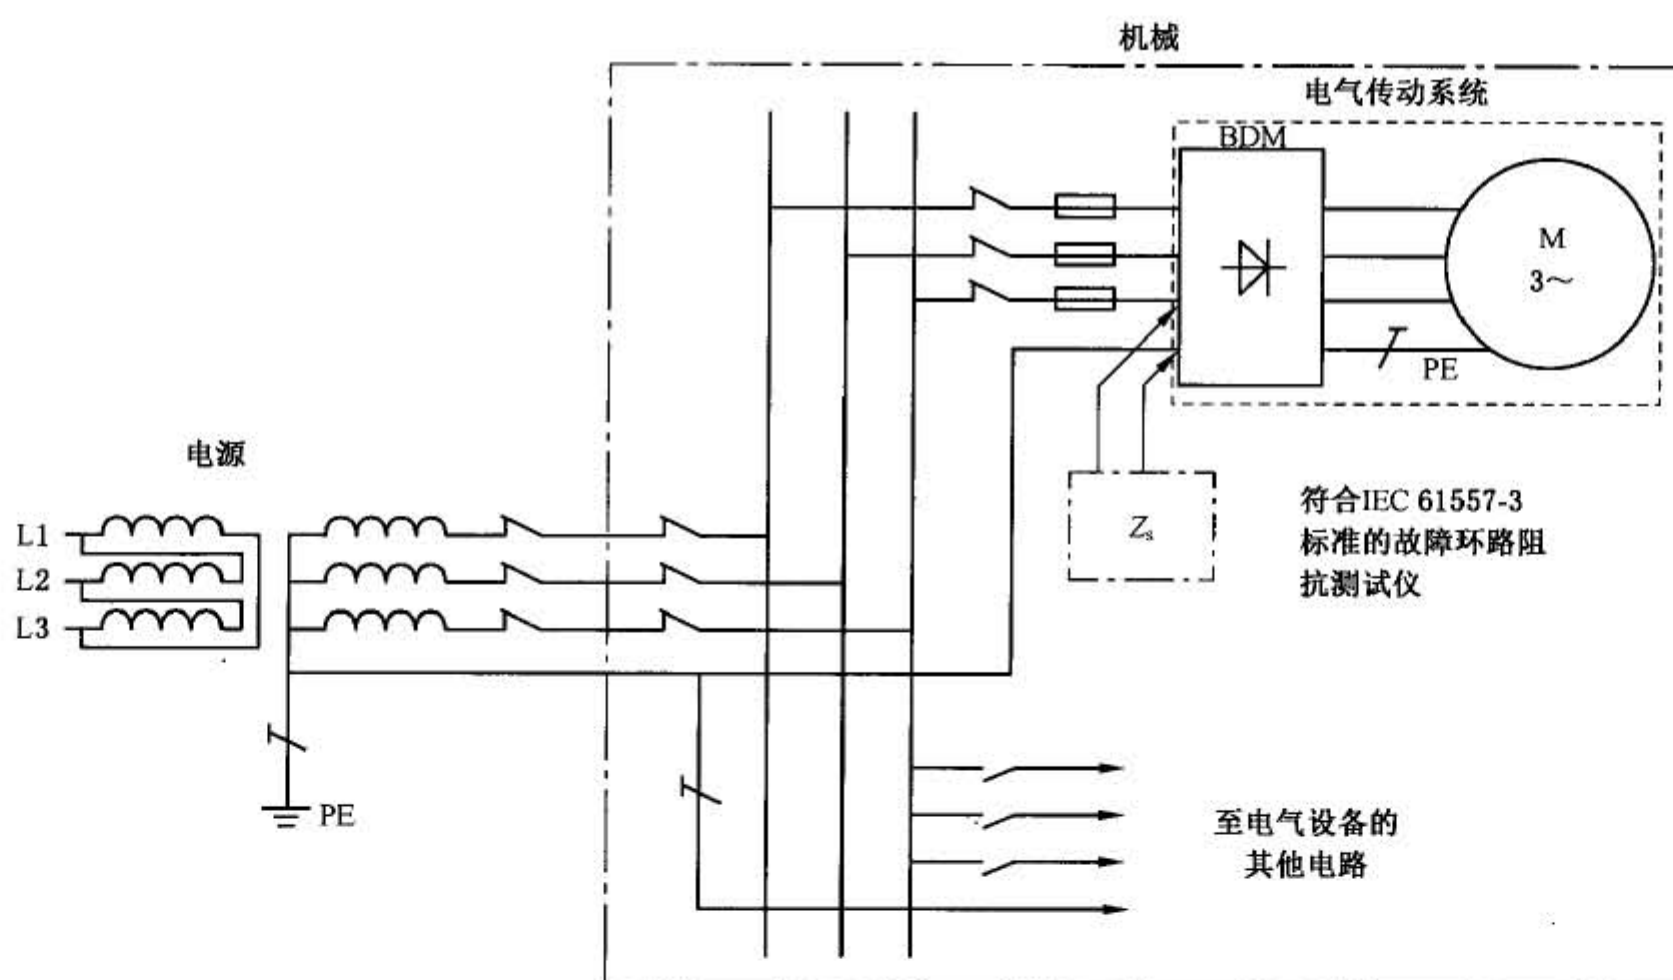 机械
电气传动系统
BDM
M
3～
PE
电源
L1
L2
L3
Zs
符合IEC 61557-3
标准的故障环路阻
抗测试仪
PE
至电气设备的
其他电路